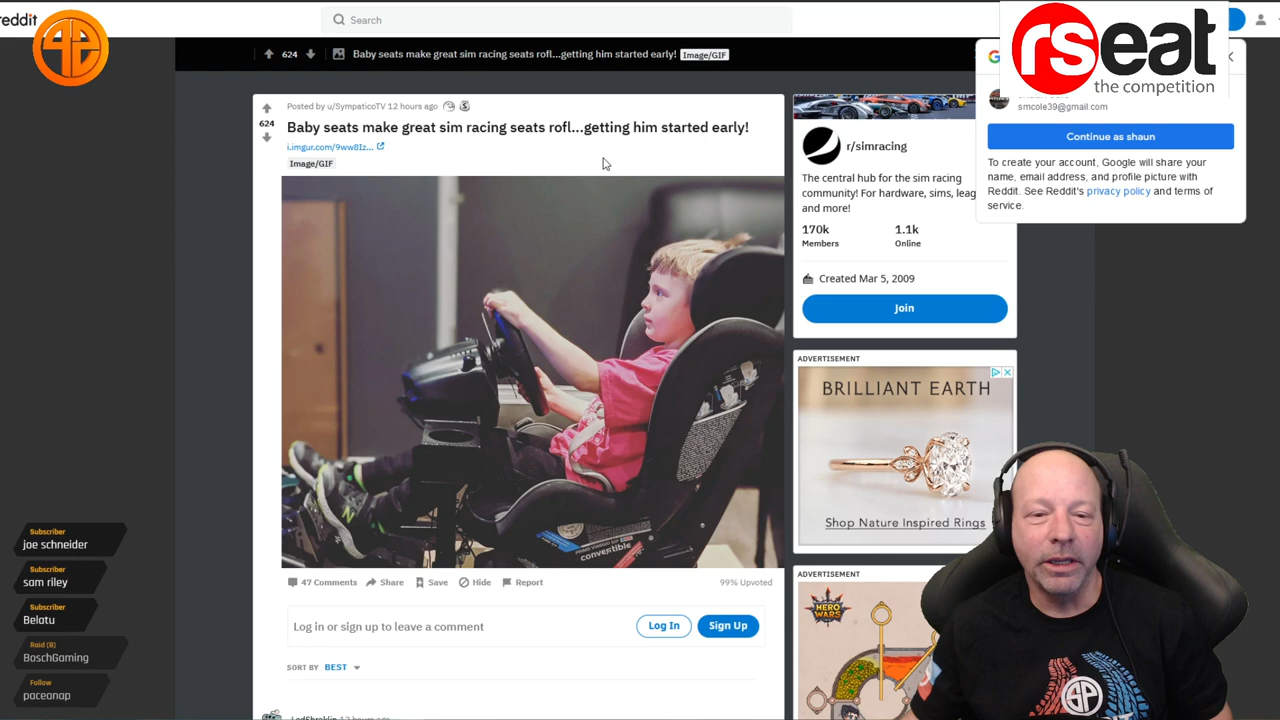 reddit
Search
624
Baby seats make great sim racing seats rofl...getting him started early!
Image/GIF
rseat
the competition
smcole39@gmail.com
Continue as shaun
To create your account, Google will share your
name, email address, and profile picture with
Reddit. See Reddit's privacy policy and terms of
service.
Posted by u/SympaticoTV 12 hours ago
624
Baby seats make great sim racing seats rofl...getting him started early!
i.imgur.com/9ww8Iz...
Image/GIF
r/simracing
The central hub for the sim racing
community! For hardware, sims, leag
and more!
170k
Members
1.1k
Online
Created Mar 5, 2009
Join
ADVERTISEMENT
BRILLIANT EARTH
Shop Nature Inspired Rings
ADVERTISEMENT
HERO
WARS
convertible
47 Comments
Share
Save
Hide
Report
99% Upvoted
Log in or sign up to leave a comment
Log In
Sign Up
SORT BY BEST
12 hours ago
Subscriber
joe schneider
Subscriber
sam riley
Subscriber
Belatu
Raid (8)
BoschGaming
Follow
paceanap